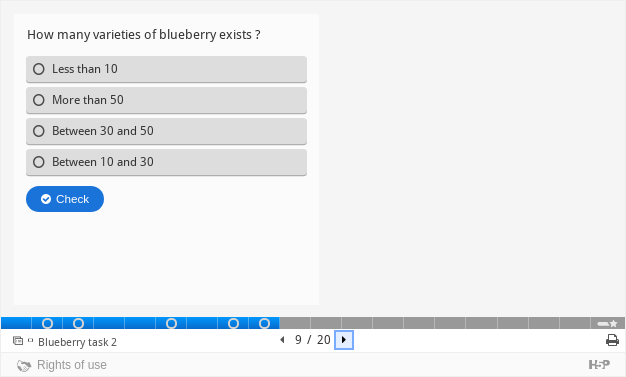 How many varieties of blueberry exists ?
Less than 10
More than 50
Between 30 and 50
Between 10 and 30
Check
Blueberry task 2
9 / 20
Rights of use
H5P